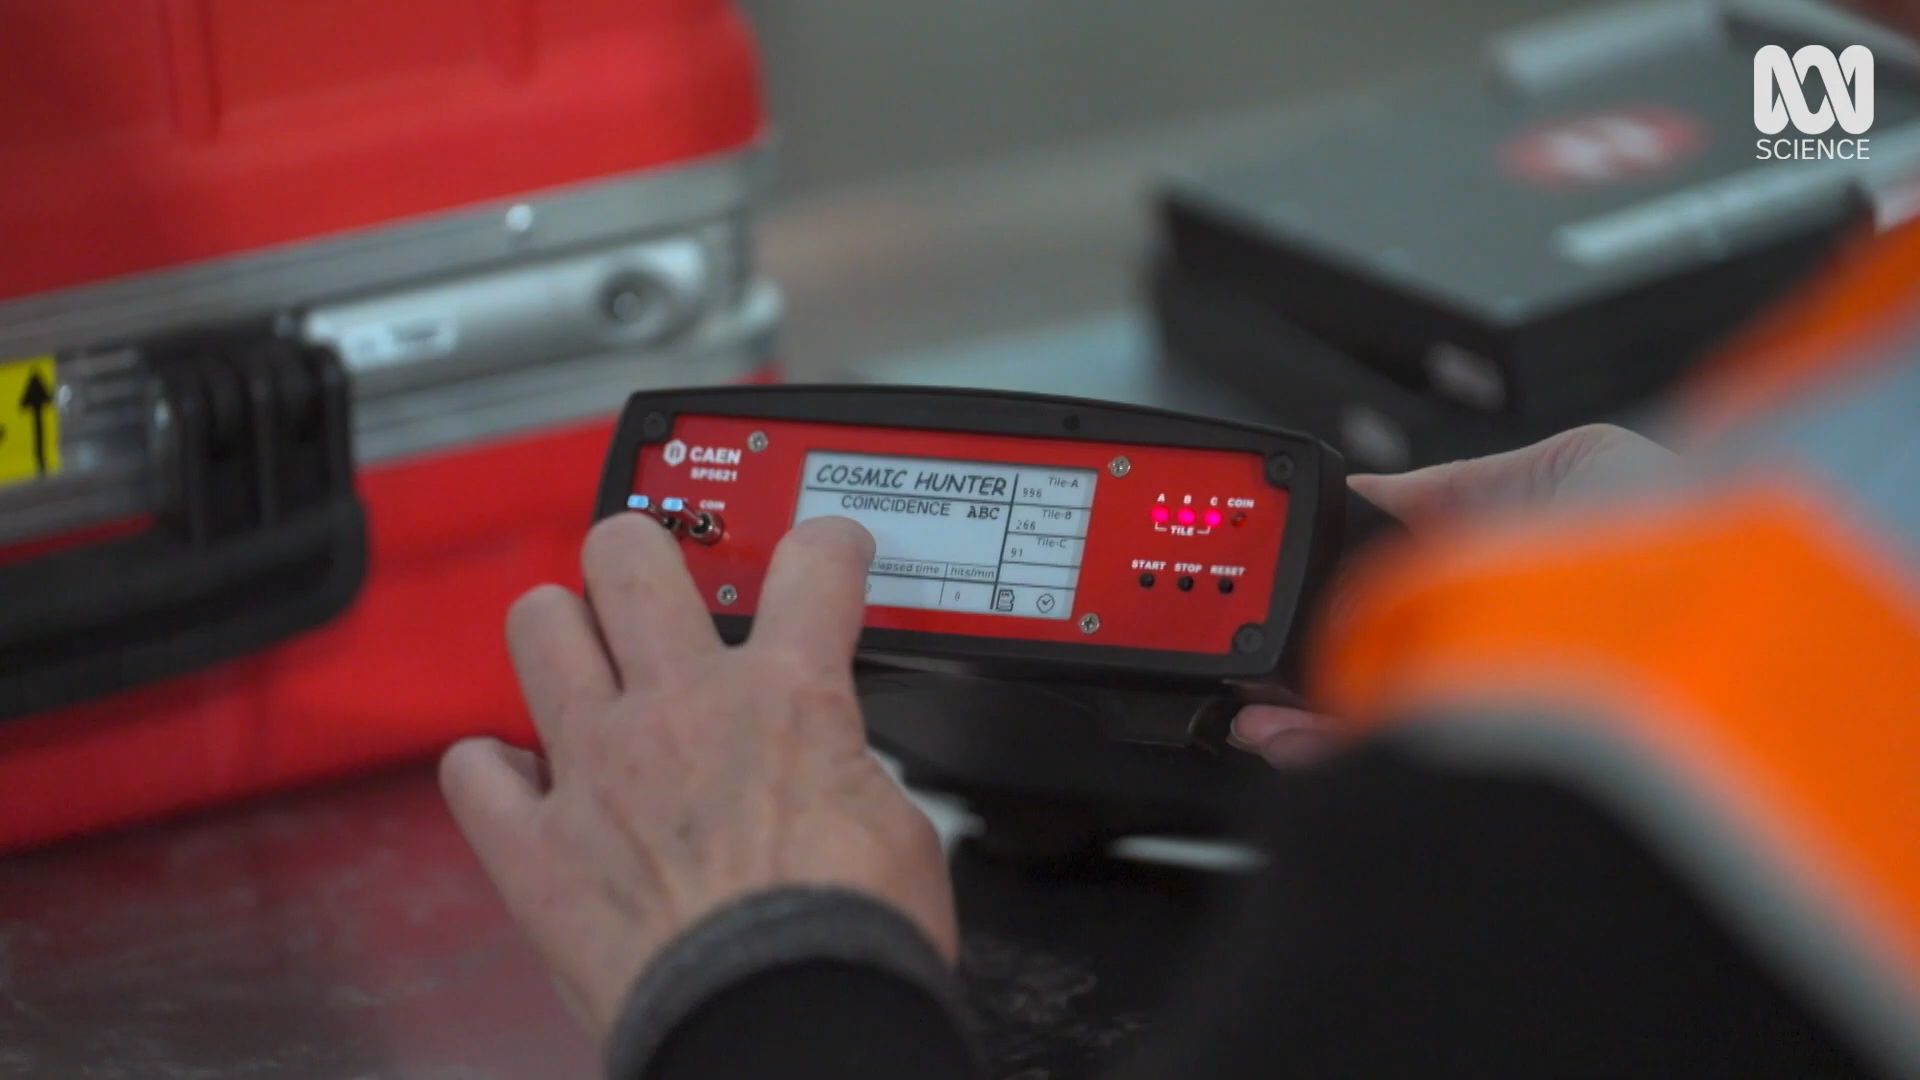 SCIENCE
CAEN
SP5621
COIN
COSMIC HUNTER
COINCIDENCE ABC
elapsed time hits/min
0
Tile-A
996
Tile-B
266
Tile-C
91
A B C COIN
TILE
START STOP RESET